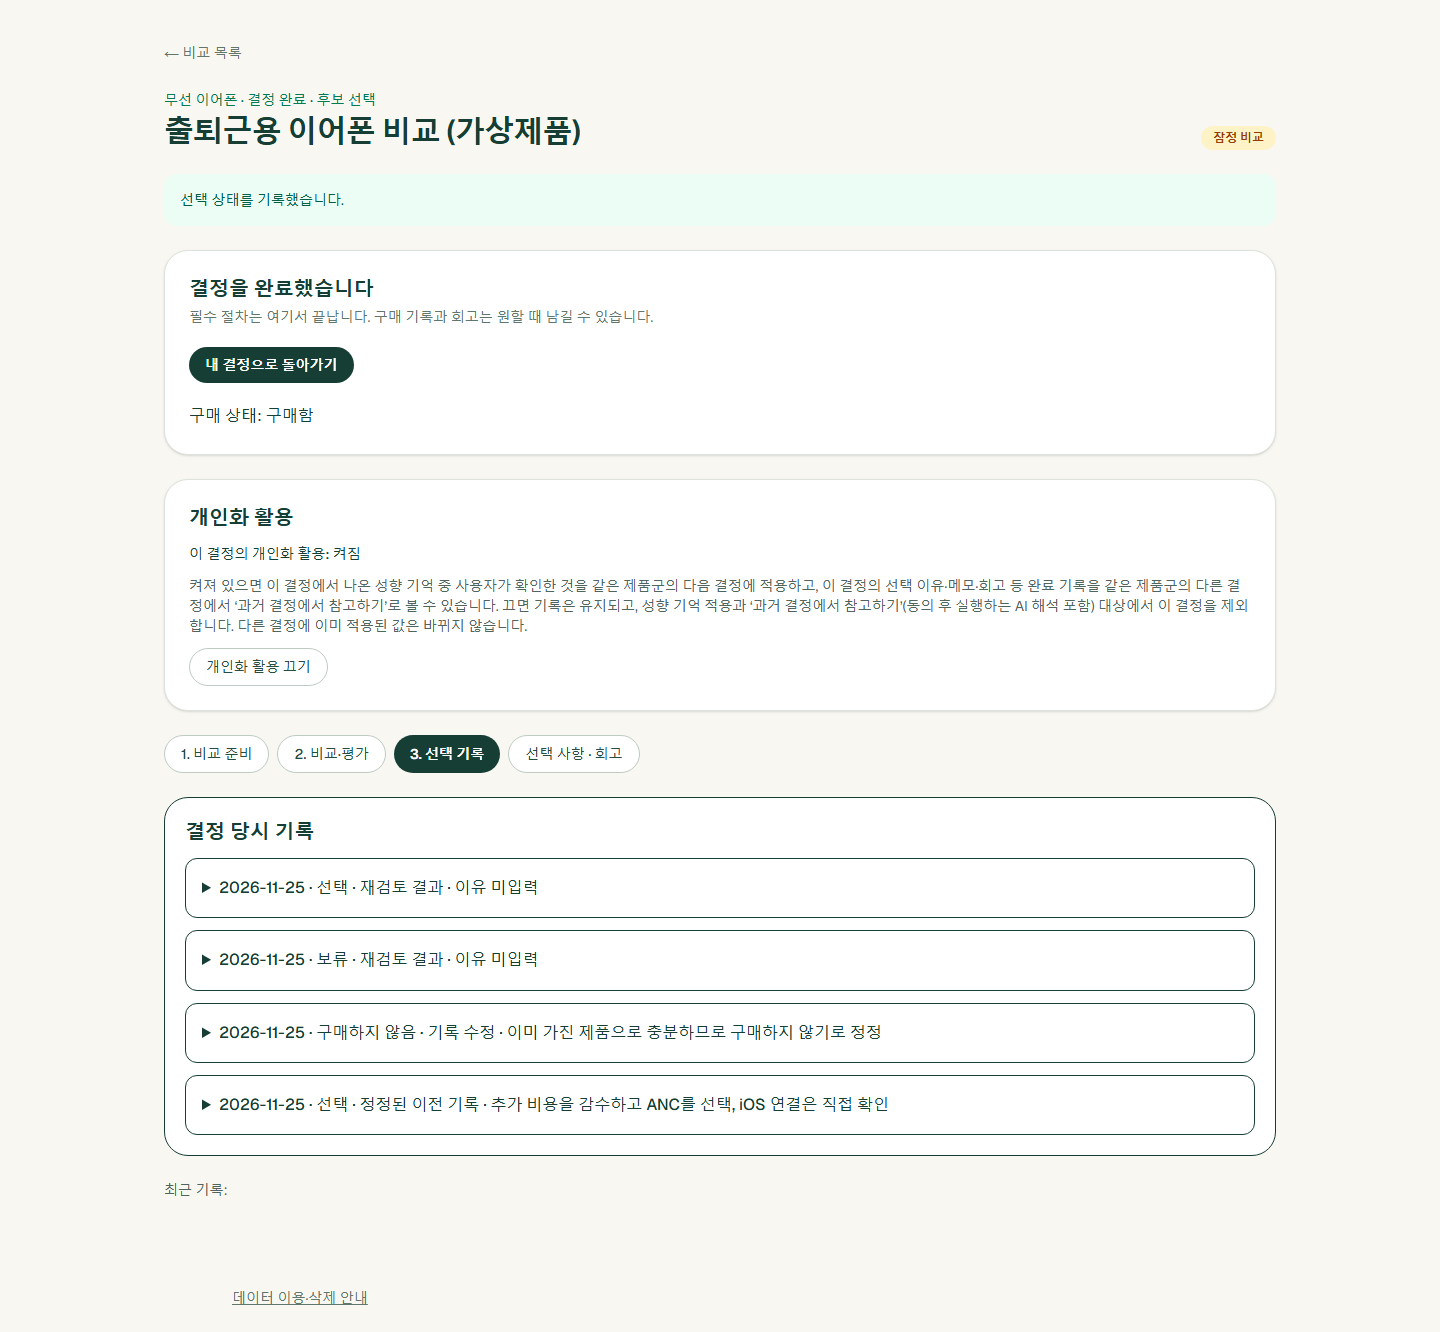 ← 비교 목록
무선 이어폰 · 결정 완료 · 후보 선택
출퇴근용 이어폰 비교 (가상제품)
잠정 비교
선택 상태를 기록했습니다.
결정을 완료했습니다
필수 절차는 여기서 끝납니다. 구매 기록과 회고는 원할 때 남길 수 있습니다.
내 결정으로 돌아가기
구매 상태: 구매함
개인화 활용
이 결정의 개인화 활용: 켜짐
켜져 있으면 이 결정에서 나온 성향 기억 중 사용자가 확인한 것을 같은 제품군의 다음 결정에 적용하고, 이 결정의 선택 이유·메모·회고 등 완료 기록을 같은 제품군의 다른 결
정에서 ‘과거 결정에서 참고하기’로 볼 수 있습니다. 끄면 기록은 유지되고, 성향 기억 적용과 ‘과거 결정에서 참고하기’(동의 후 실행하는 AI 해석 포함) 대상에서 이 결정을 제외
합니다. 다른 결정에 이미 적용된 값은 바뀌지 않습니다.
개인화 활용 끄기
1. 비교 준비
2. 비교·평가
3. 선택 기록
선택 사항 · 회고
결정 당시 기록
▶ 2026-11-25 · 선택 · 재검토 결과 · 이유 미입력
▶ 2026-11-25 · 보류 · 재검토 결과 · 이유 미입력
▶ 2026-11-25 · 구매하지 않음 · 기록 수정 · 이미 가진 제품으로 충분하므로 구매하지 않기로 정정
▶ 2026-11-25 · 선택 · 정정된 이전 기록 · 추가 비용을 감수하고 ANC를 선택, iOS 연결은 직접 확인
최근 기록:
데이터 이용·삭제 안내